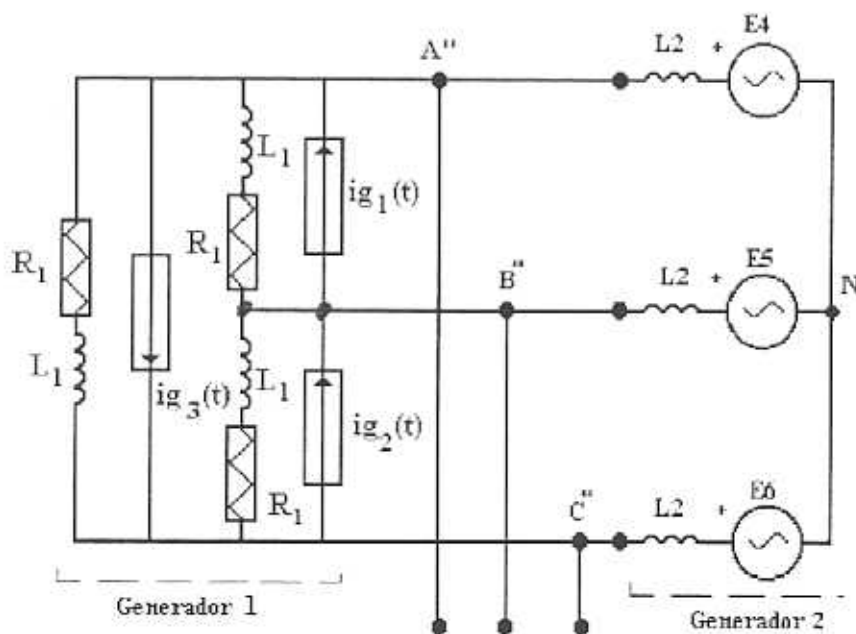 E4
L2 +
A"
L₁
ig₁(t)
R₁
R₁
E5
L2 +
B"
N
L₁
ig₃(t)
L₁
ig₂(t)
R₁
E6
L2 +
C"
Generador 1
Generador 2